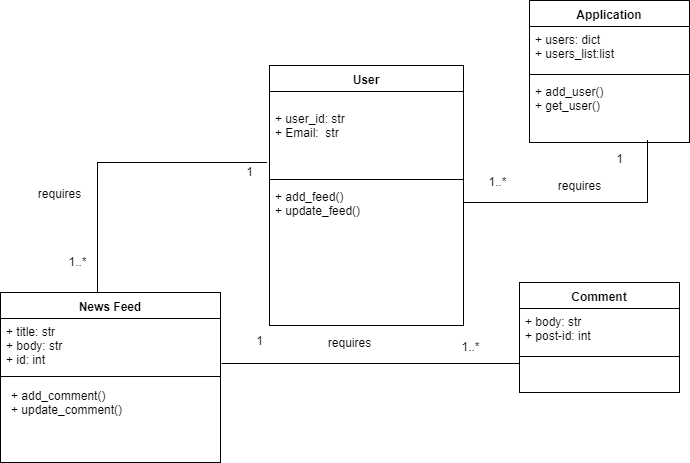 Application
+ users: dict
+ users_list:list
+ add_user()
+ get_user()
User
+ user_id: str
+ Email:  str
+ add_feed()
+ update_feed()
1
requires
1..*
1
1..*
requires
News Feed
+ title: str
+ body: str
+ id: int
+ add_comment()
+ update_comment()
1
requires
1..*
Comment
+ body: str
+ post-id: int